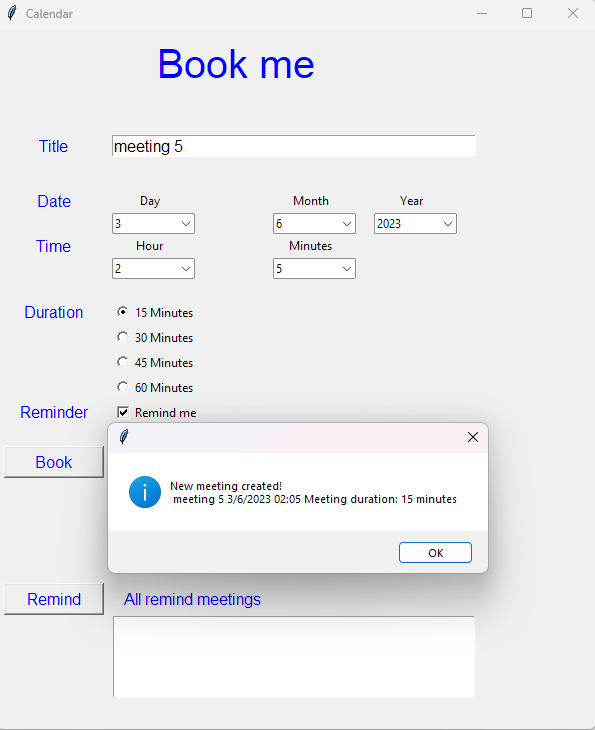 Calendar
Book me
Title
meeting 5
Date
Day
Month
Year
3
6
2023
Time
Hour
Minutes
2
5
Duration
15 Minutes
30 Minutes
45 Minutes
60 Minutes
Reminder
Remind me
Book
New meeting created!
meeting 5 3/6/2023 02:05 Meeting duration: 15 minutes
OK
Remind
All remind meetings